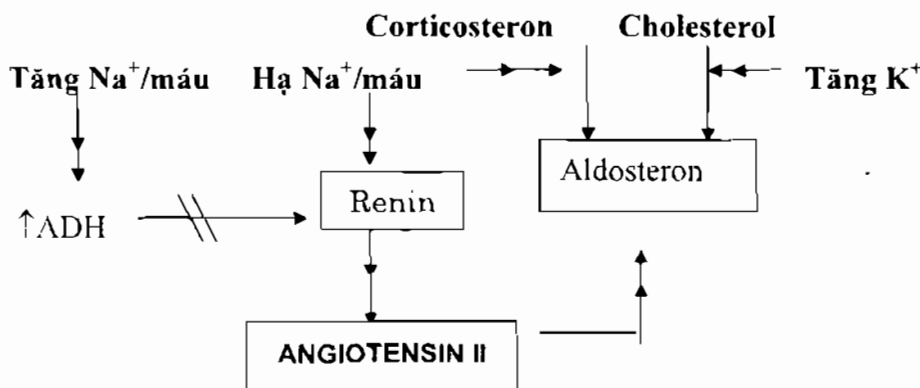 Corticosteron Cholesterol
Tăng Na⁺/máu Hạ Na⁺/máu Tăng K⁺
Aldosteron
Renin
↑ADH
ANGIOTENSIN II